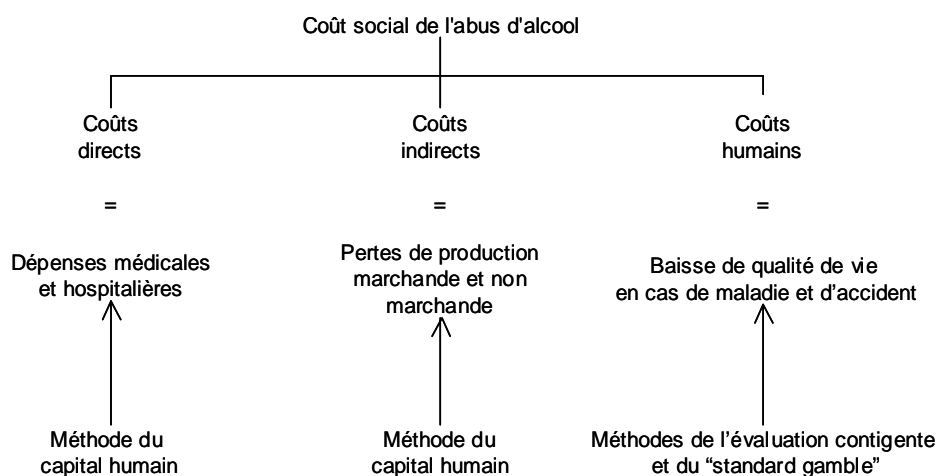 Coût social de l'abus d'alcool
Coûts
directs
Coûts
indirects
Coûts
humains
=
=
=
Dépenses médicales
et hospitalières
Pertes de production
marchande et non
marchande
Baisse de qualité de vie
en cas de maladie et d'accident
Méthode du
capital humain
Méthode du
capital humain
Méthodes de l'évaluation contigente
et du “standard gamble”